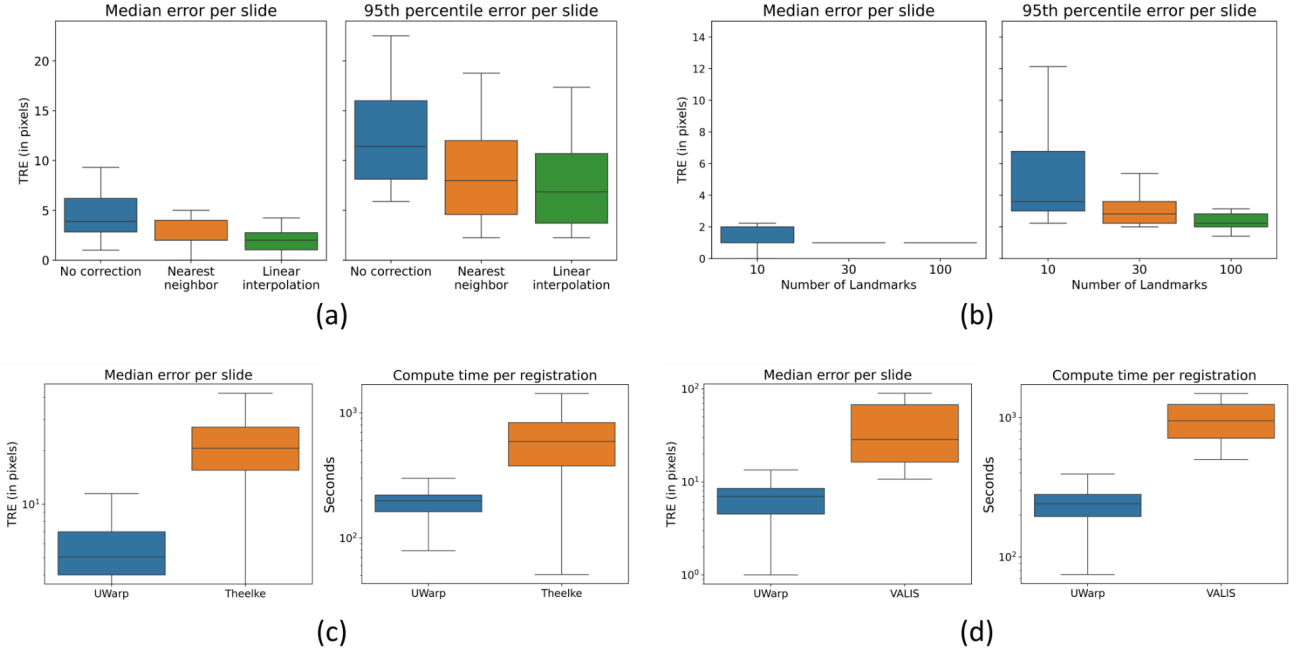 Median error per slide
95th percentile error per slide
TRE (in pixels)
20
15
10
5
0
No correction
Nearest
neighbor
Linear
interpolation
No correction
Nearest
neighbor
Linear
interpolation
(a)
Median error per slide
95th percentile error per slide
TRE (in pixels)
14
12
10
8
6
4
2
0
10
30
100
Number of Landmarks
10
30
100
Number of Landmarks
(b)
Median error per slide
Compute time per registration
TRE (in pixels)
10¹
UWarp
Theelke
Seconds
10³
10²
UWarp
Theelke
(c)
Median error per slide
Compute time per registration
TRE (in pixels)
10²
10¹
10⁰
UWarp
VALIS
Seconds
10³
10²
UWarp
VALIS
(d)